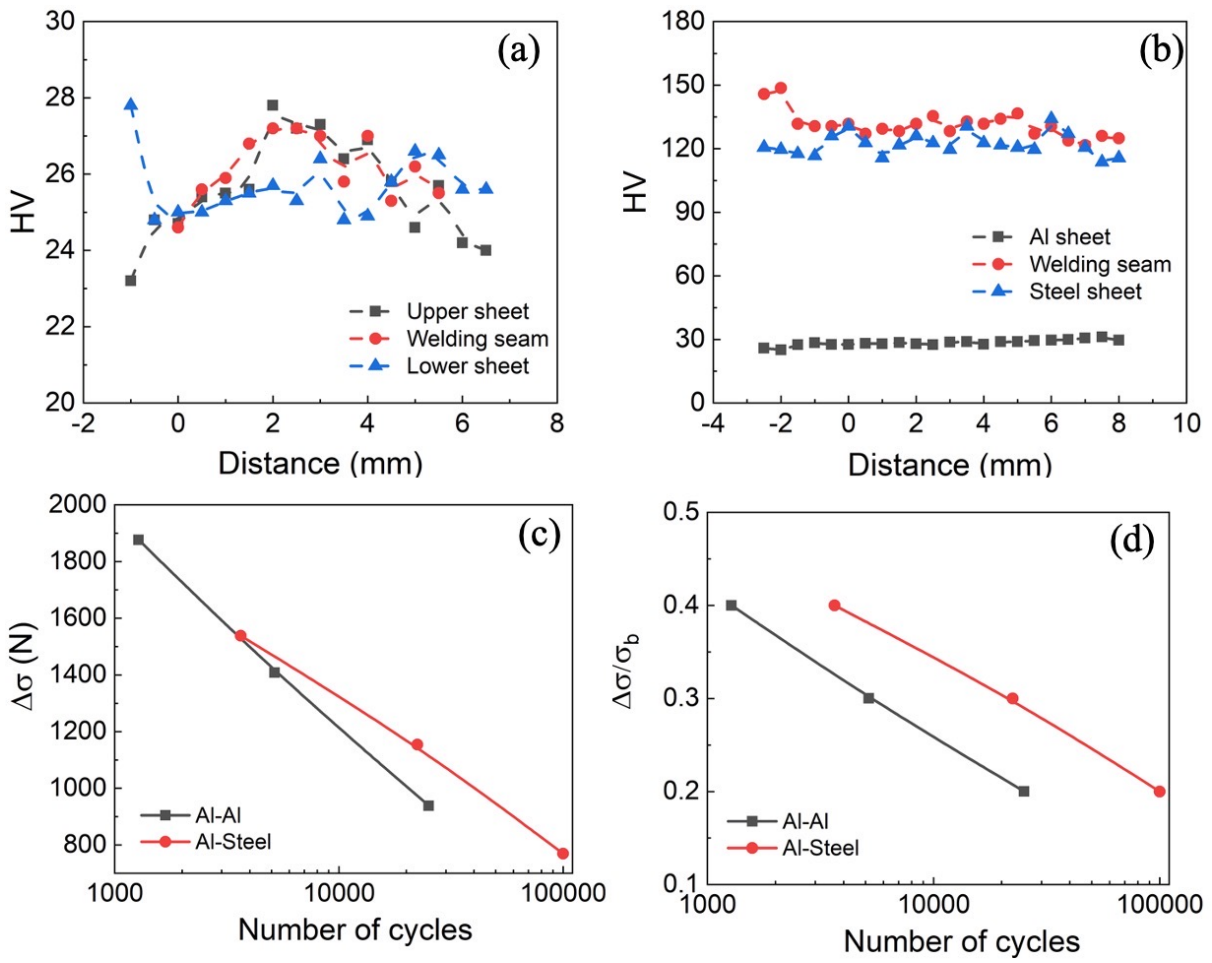 (a)
HV
30
28
26
24
22
20
-2
0
2
4
6
8
Distance (mm)
Upper sheet
Welding seam
Lower sheet
(b)
HV
180
150
120
90
60
30
0
-4
-2
0
2
4
6
8
10
Distance (mm)
Al sheet
Welding seam
Steel sheet
(c)
Δσ (N)
2000
1800
1600
1400
1200
1000
800
1000
10000
100000
Number of cycles
Al-Al
Al-Steel
(d)
Δσ/σb
0.5
0.4
0.3
0.2
0.1
1000
10000
100000
Number of cycles
Al-Al
Al-Steel